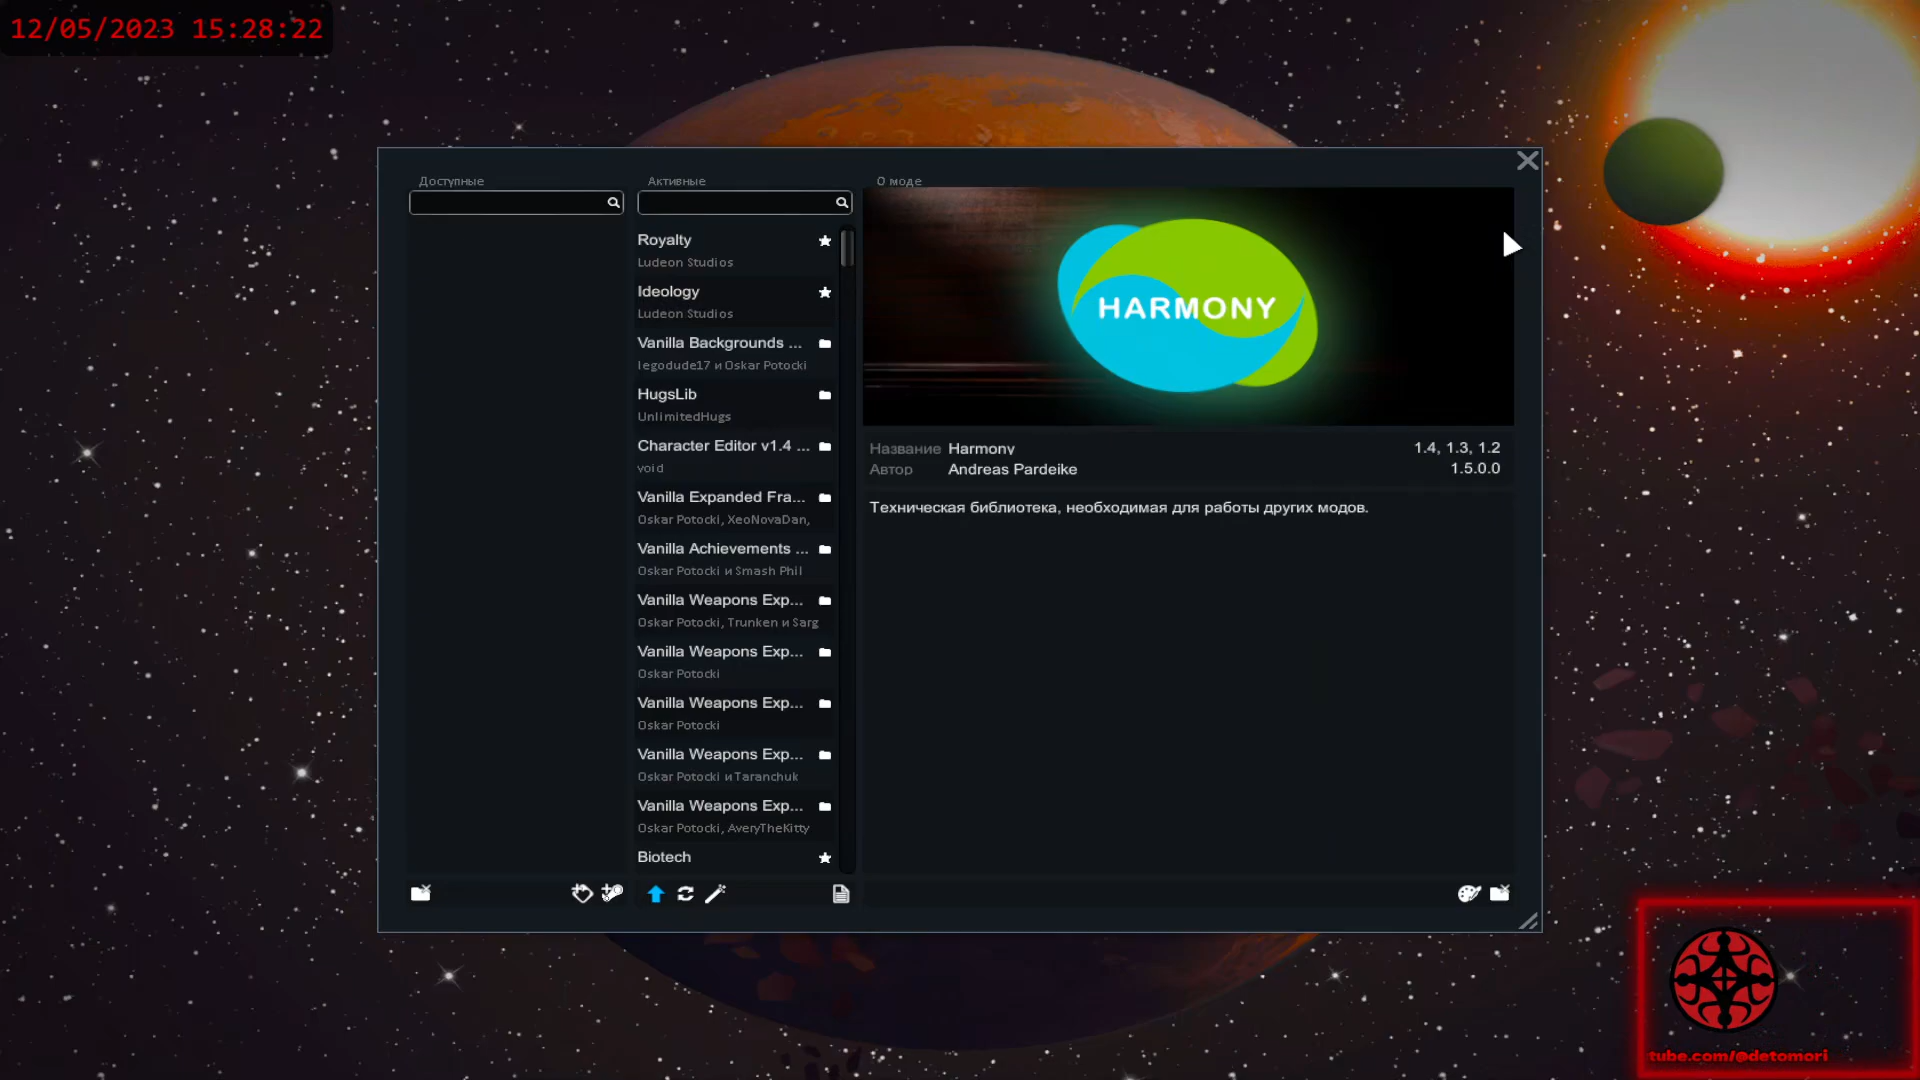 12/05/2023 15:28:22
Доступные
Активные
О моде
Royalty
Ludeon Studios
Ideology
Ludeon Studios
Vanilla Backgrounds ...
legodude17 и Oskar Potocki
HugsLib
UnlimitedHugs
Character Editor v1.4 ...
void
Vanilla Expanded Fra...
Oskar Potocki, XeoNovaDan,
Vanilla Achievements ...
Oskar Potocki и Smash Phil
Vanilla Weapons Exp...
Oskar Potocki, Trunken и Sarg
Vanilla Weapons Exp...
Oskar Potocki
Vanilla Weapons Exp...
Oskar Potocki
Vanilla Weapons Exp...
Oskar Potocki и Taranchuk
Vanilla Weapons Exp...
Oskar Potocki, AveryTheKitty
Biotech
HARMONY
Название Harmony 1.4, 1.3, 1.2
Автор Andreas Pardeike 1.5.0.0
Техническая библиотека, необходимая для работы других модов.
tube.com/@detomori